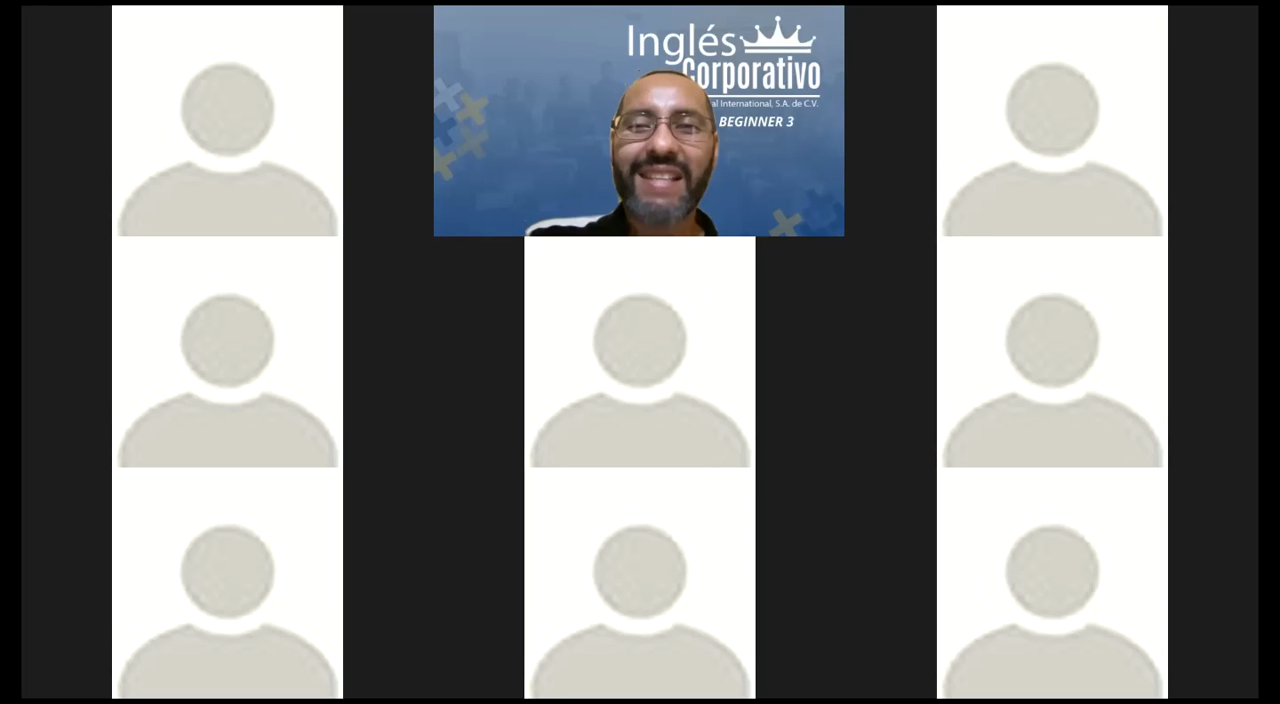 Inglés
Corporativo
al International, S.A. de C.V.
BEGINNER 3